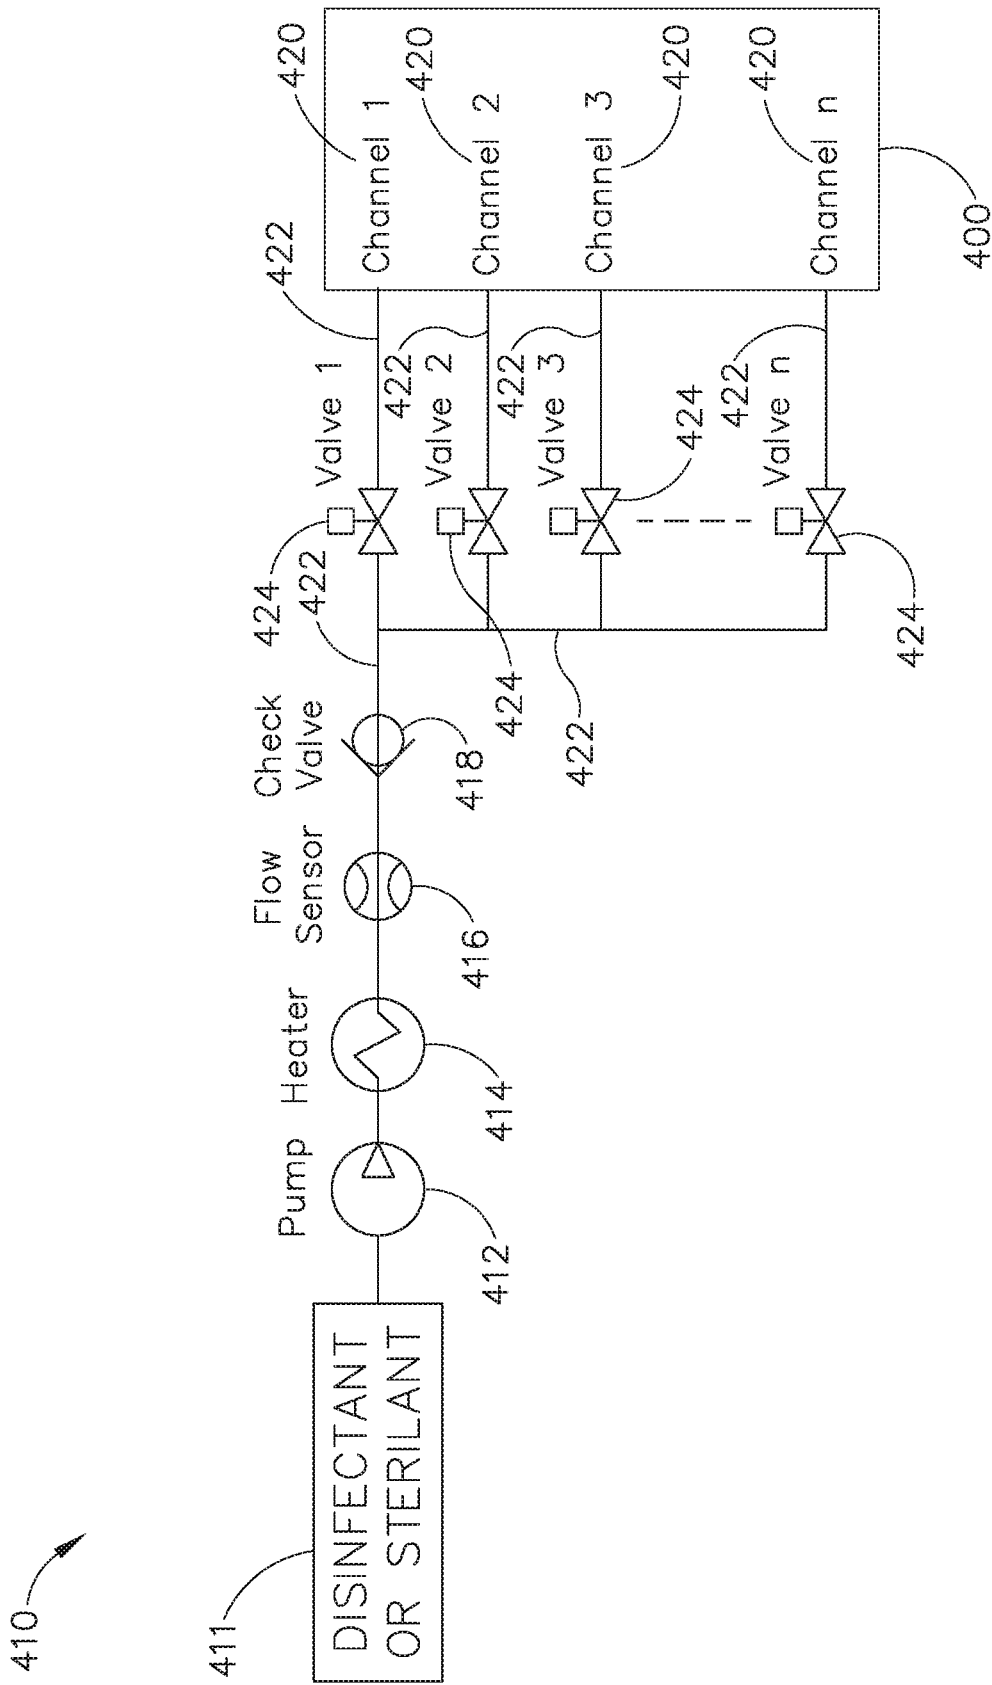 410
411
DISINFECTANT
OR STERILANT
Pump
412
Heater
414
Flow
Sensor
416
Check
Valve
418
424
422
Valve 1
422
420
Channel 1
424
Valve 2
422
420
Channel 2
422
Valve 3
422
424
Channel 3
420
424
Valve n
422
420
Channel n
400